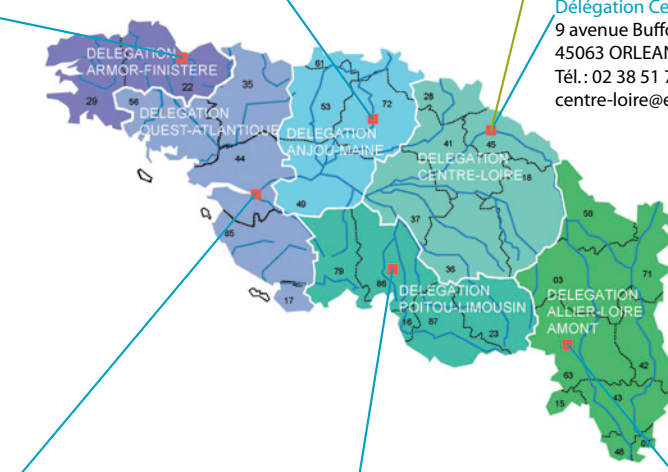 Délégation Ce
9 avenue Buffo
45063 ORLEAN
Tél. : 02 38 51 7
centre-loire@e
DELEGATION
ARMOR-FINISTERE
29
22
56
35
DELEGATION
OUEST-ATLANTIQUE
44
85
17
61
53
72
DELEGATION
ANJOU-MAINE
49
28
41
45
18
DELEGATION
CENTRE-LOIRE
37
36
79
86
DELEGATION
POITOU-LIMOUSIN
16
87
23
58
03
71
DELEGATION
ALLIER-LOIRE
AMONT
63
42
15
43
48